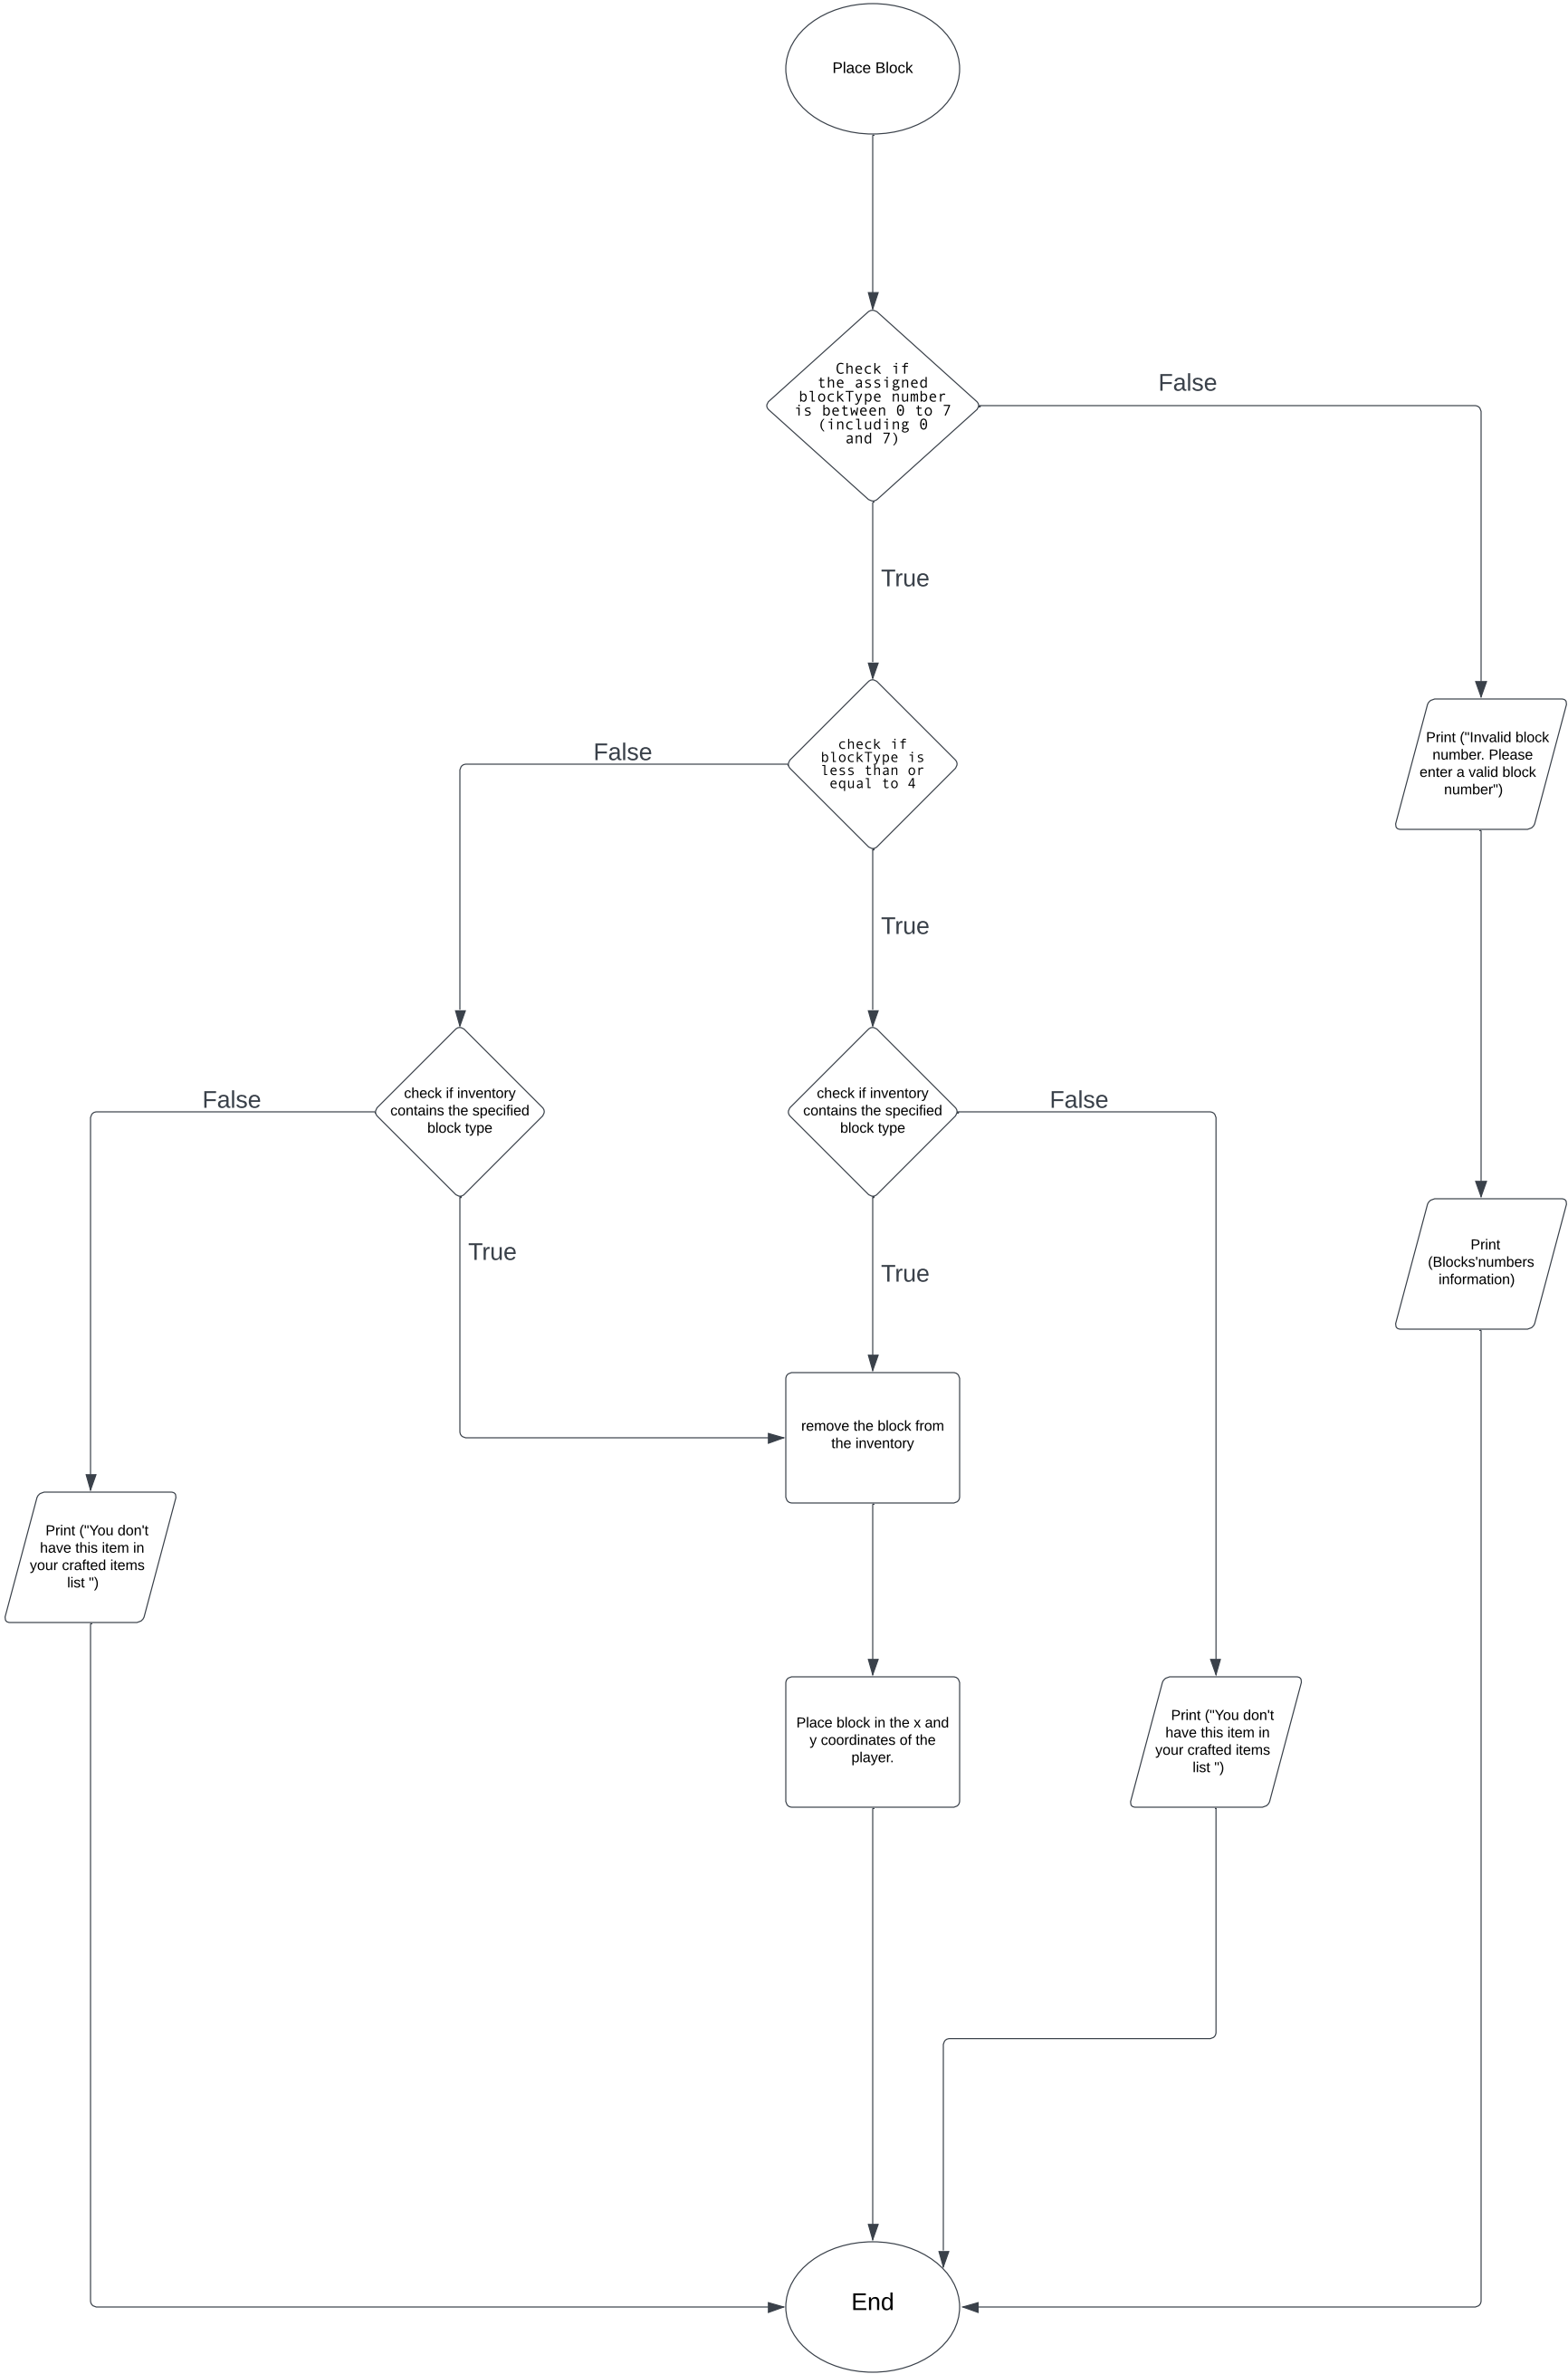 Place Block
Check if
the assigned
blockType number
is between 0 to 7
(including 0
and 7)
False
True
check if
blockType is
less than or
equal to 4
False
Print ("Invalid block
number. Please
enter a valid block
number")
True
check if inventory
contains the specified
block type
False
check if inventory
contains the specified
block type
False
True
True
Print
(Blocks'numbers
information)
remove the block from
the inventory
Print ("You don't
have this item in
your crafted items
list ")
Place block in the x and
y coordinates of the
player.
Print ("You don't
have this item in
your crafted items
list ")
End